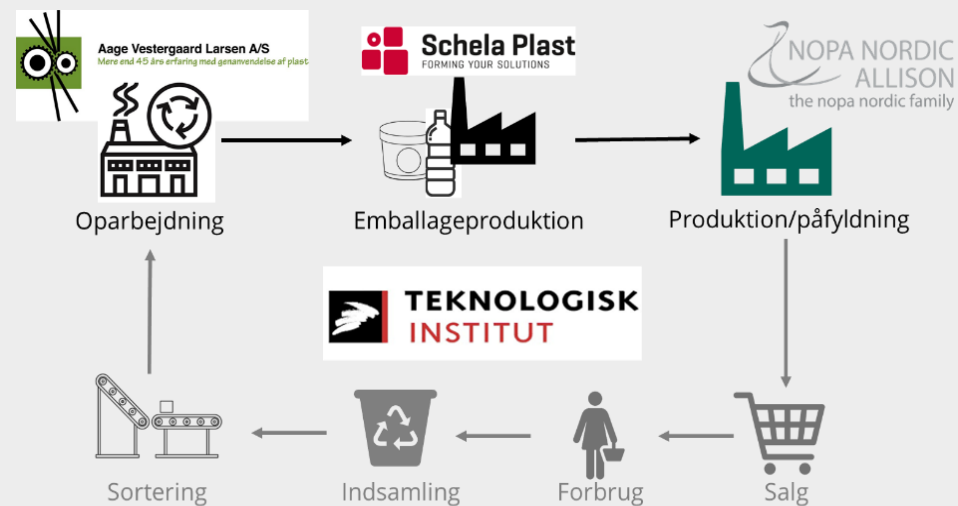 Aage Vestergaard Larsen A/S
Mere end 45 års erfaring med genanvendelse af plast
Schela Plast
FORMING YOUR SOLUTIONS
NOPA NORDIC
ALLISON
the nopa nordic family
Oparbejdning
Emballageproduktion
Produktion/påfyldning
TEKNOLOGISK
INSTITUT
Sortering
Indsamling
Forbrug
Salg